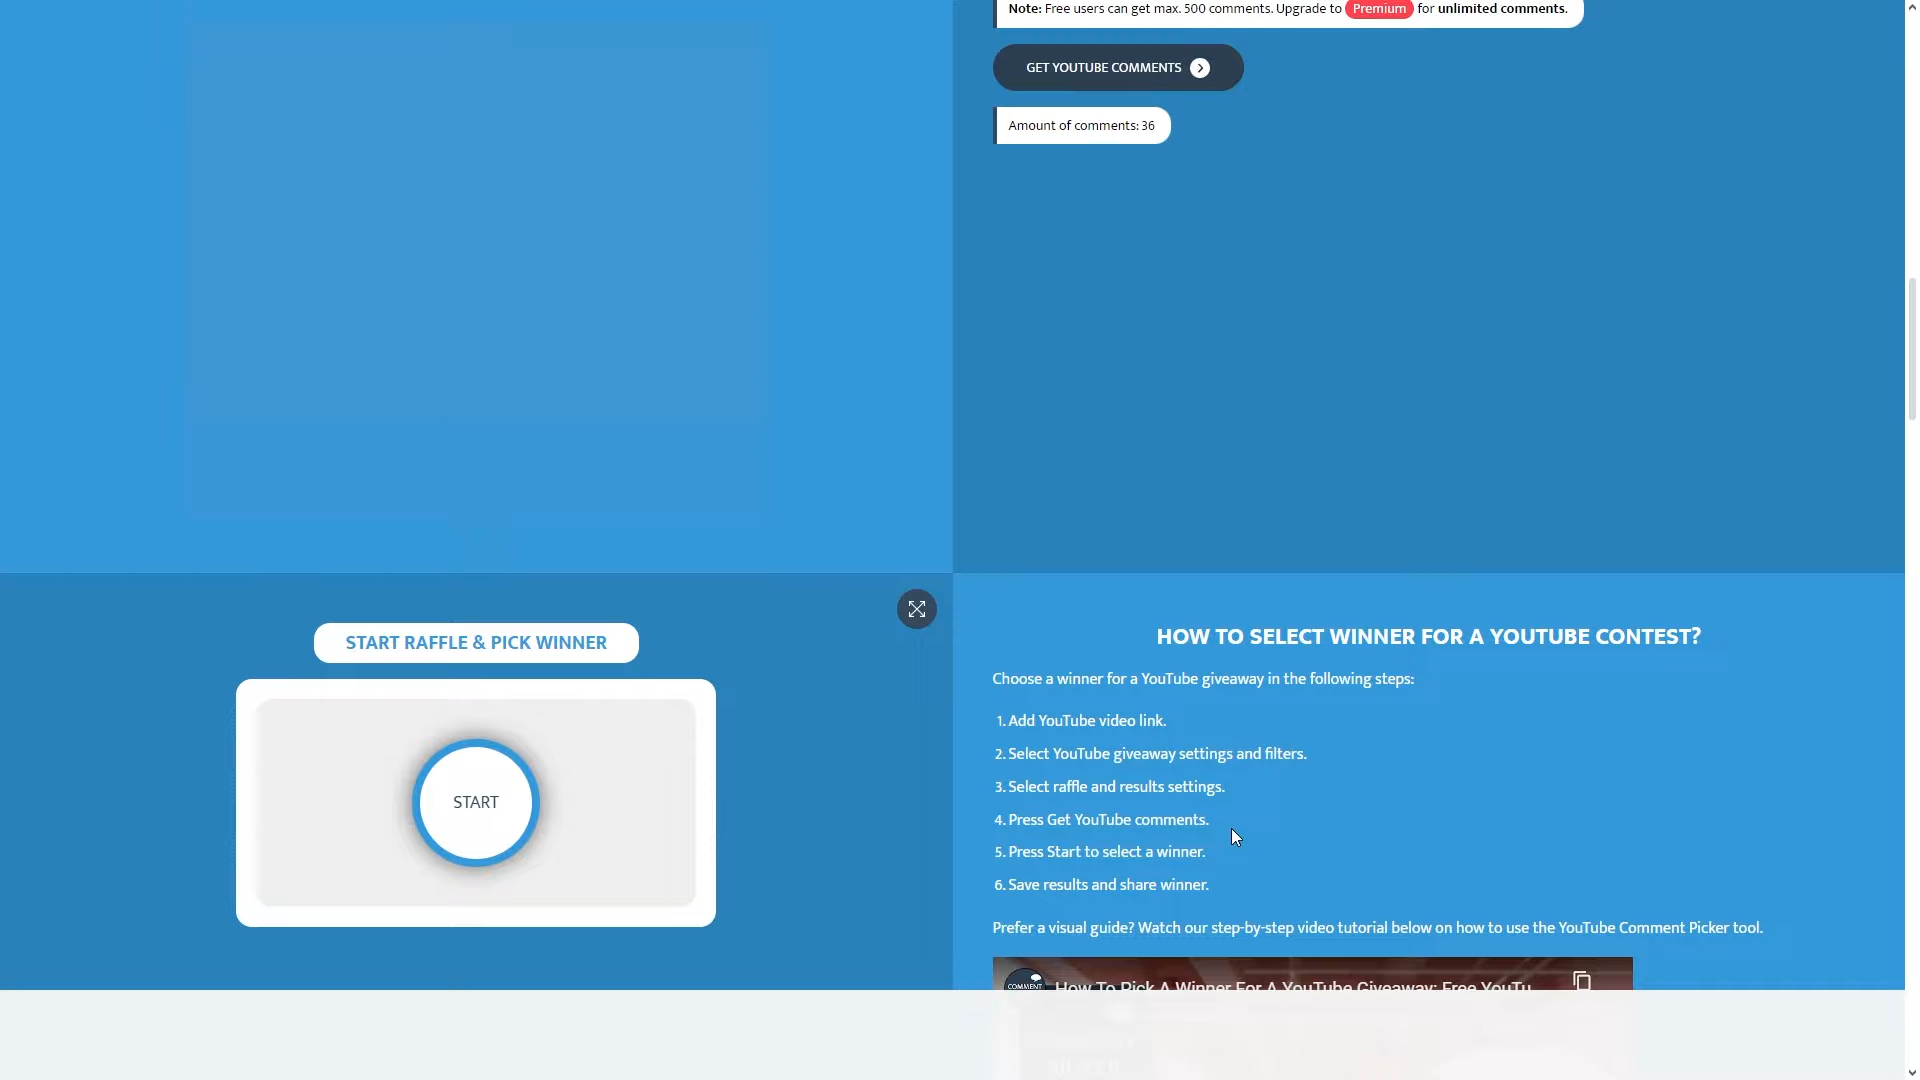 Note: Free users can get max. 500 comments. Upgrade to Premium for unlimited comments.
GET YOUTUBE COMMENTS
Amount of comments: 36
START RAFFLE & PICK WINNER
START
HOW TO SELECT WINNER FOR A YOUTUBE CONTEST?
Choose a winner for a YouTube giveaway in the following steps:
1. Add YouTube video link.
2. Select YouTube giveaway settings and filters.
3. Select raffle and results settings.
4. Press Get YouTube comments.
5. Press Start to select a winner.
6. Save results and share winner.
Prefer a visual guide? Watch our step-by-step video tutorial below on how to use the YouTube Comment Picker tool.
COMMENT
How To Pick A Winner For A YouTube Giveaway: Free YouTu